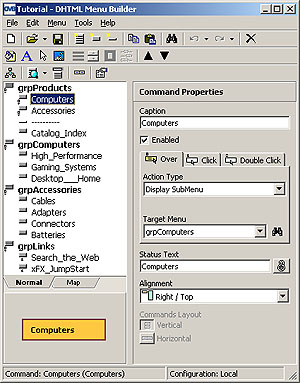 Tutorial - DHTML Menu Builder
File Edit Menu Tools Help
grpProducts
Computers
Accessories
----------
Catalog_Index
grpComputers
High_Performance
Gaming_Systems
Desktop___Home
grpAccessories
Cables
Adapters
Connectors
Batteries
grpLinks
Search_the_Web
xFX_JumpStart
Normal Map
Computers
Command Properties
Caption
Computers
Enabled
Over Click Double Click
Action Type
Display SubMenu
Target Menu
grpComputers
Status Text
Computers
Alignment
Right / Top
Commands Layout
Vertical
Horizontal
Command: Computers (Computers) Configuration: Local